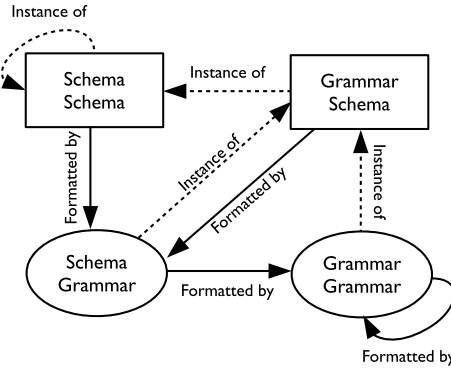 Instance of
Schema
Schema
Instance of
Grammar
Schema
Formatted by
Instance of
Formatted by
Instance of
Schema
Grammar
Formatted by
Grammar
Grammar
Formatted by